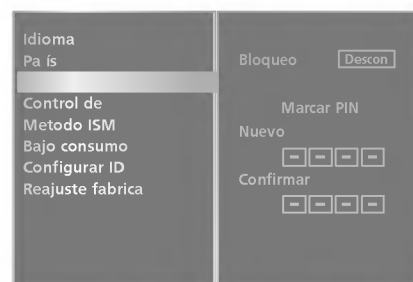 Idioma
Pa ís
Control de
Metodo ISM
Bajo consumo
Configurar ID
Reajuste fabrica
Bloqueo Descon
Marcar PIN
Nuevo
- - - -
Confirmar
- - - -